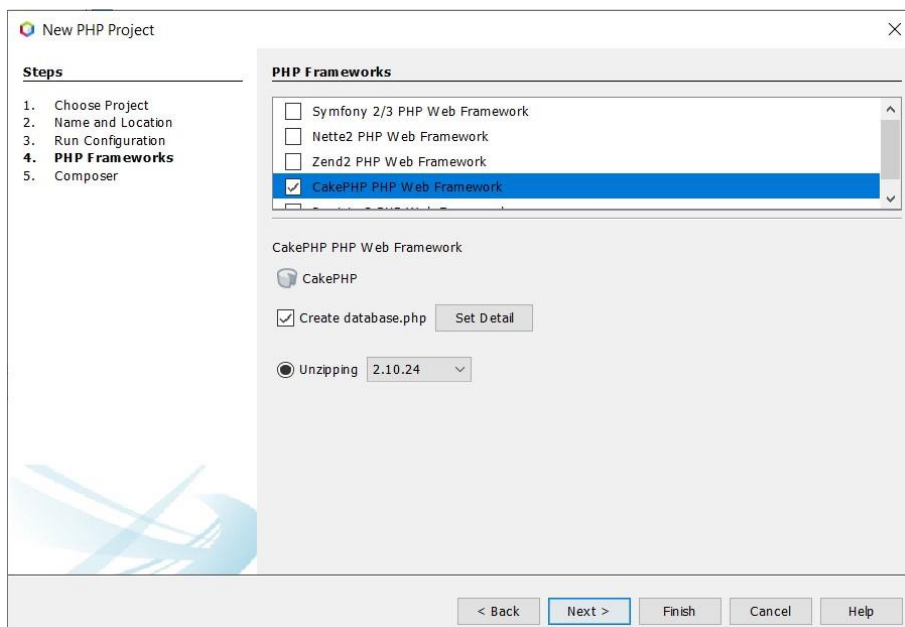 New PHP Project
Steps
1. Choose Project
2. Name and Location
3. Run Configuration
4. PHP Frameworks
5. Composer
PHP Frameworks
Symfony 2/3 PHP Web Framework
Nette2 PHP Web Framework
Zend2 PHP Web Framework
CakePHP PHP Web Framework
CakePHP PHP Web Framework
CakePHP
Create database.php Set Detail
Unzipping 2.10.24
< Back Next > Finish Cancel Help